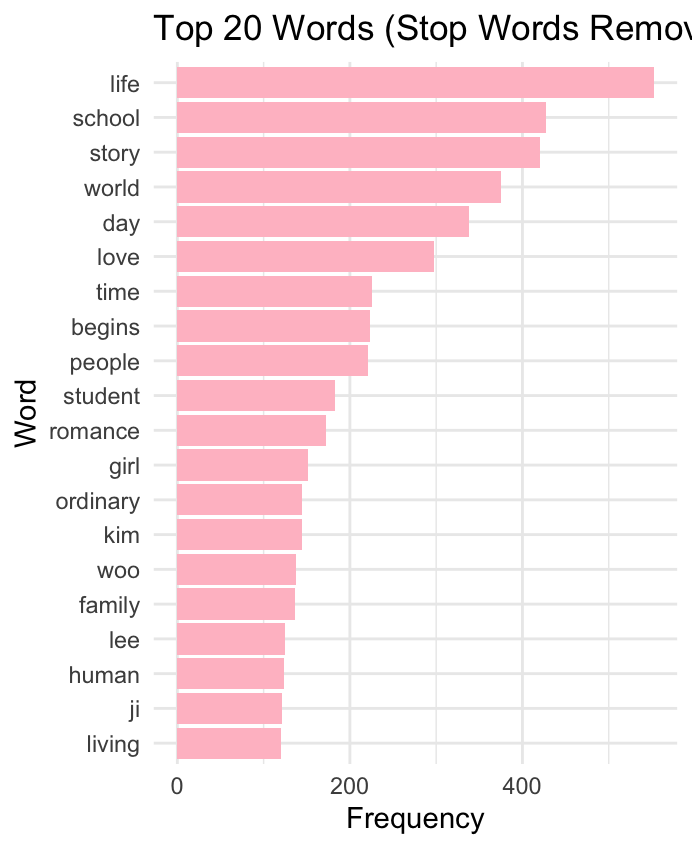 Top 20 Words (Stop Words Remov
life
school
story
world
day
love
time
begins
people
student
romance
girl
ordinary
kim
woo
family
lee
human
ji
living
Word
0 200 400
Frequency